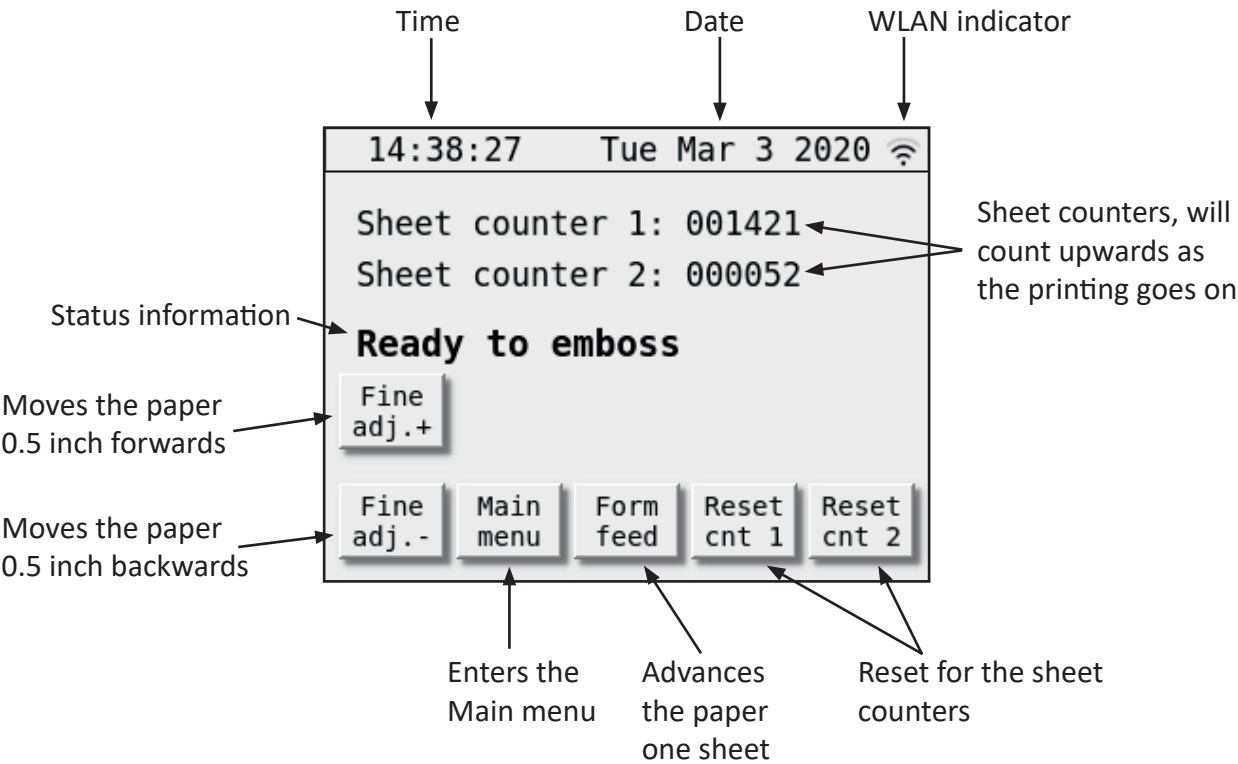 Time
Date
WLAN indicator
14:38:27
Tue Mar 3 2020
Sheet counter 1: 001421
Sheet counter 2: 000052
Sheet counters, will
count upwards as
the printing goes on
Status information
Ready to emboss
Moves the paper
0.5 inch forwards
Fine
adj.+
Moves the paper
0.5 inch backwards
Fine
adj.-
Main
menu
Form
feed
Reset
cnt 1
Reset
cnt 2
Enters the
Main menu
Advances
the paper
one sheet
Reset for the sheet
counters